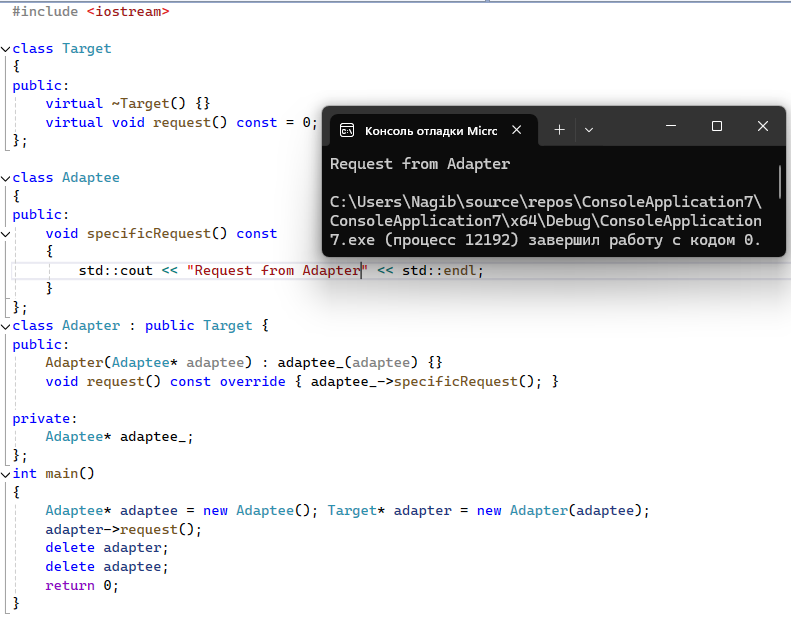 #include <iostream>
class Target
{
public:
virtual ~Target() {}
virtual void request() const = 0;
};
class Adaptee
{
public:
void specificRequest() const
{
std::cout << "Request from Adapter" << std::endl;
}
};
class Adapter : public Target {
public:
Adapter(Adaptee* adaptee) : adaptee_(adaptee) {}
void request() const override { adaptee_->specificRequest(); }
private:
Adaptee* adaptee_;
};
int main()
{
Adaptee* adaptee = new Adaptee(); Target* adapter = new Adapter(adaptee);
adapter->request();
delete adapter;
delete adaptee;
return 0;
}
Консоль отладки Micrc
Request from Adapter
C:\Users\Nagib\source\repos\ConsoleApplication7\
ConsoleApplication7\x64\Debug\ConsoleApplication
7.exe (процесс 12192) завершил работу с кодом 0.